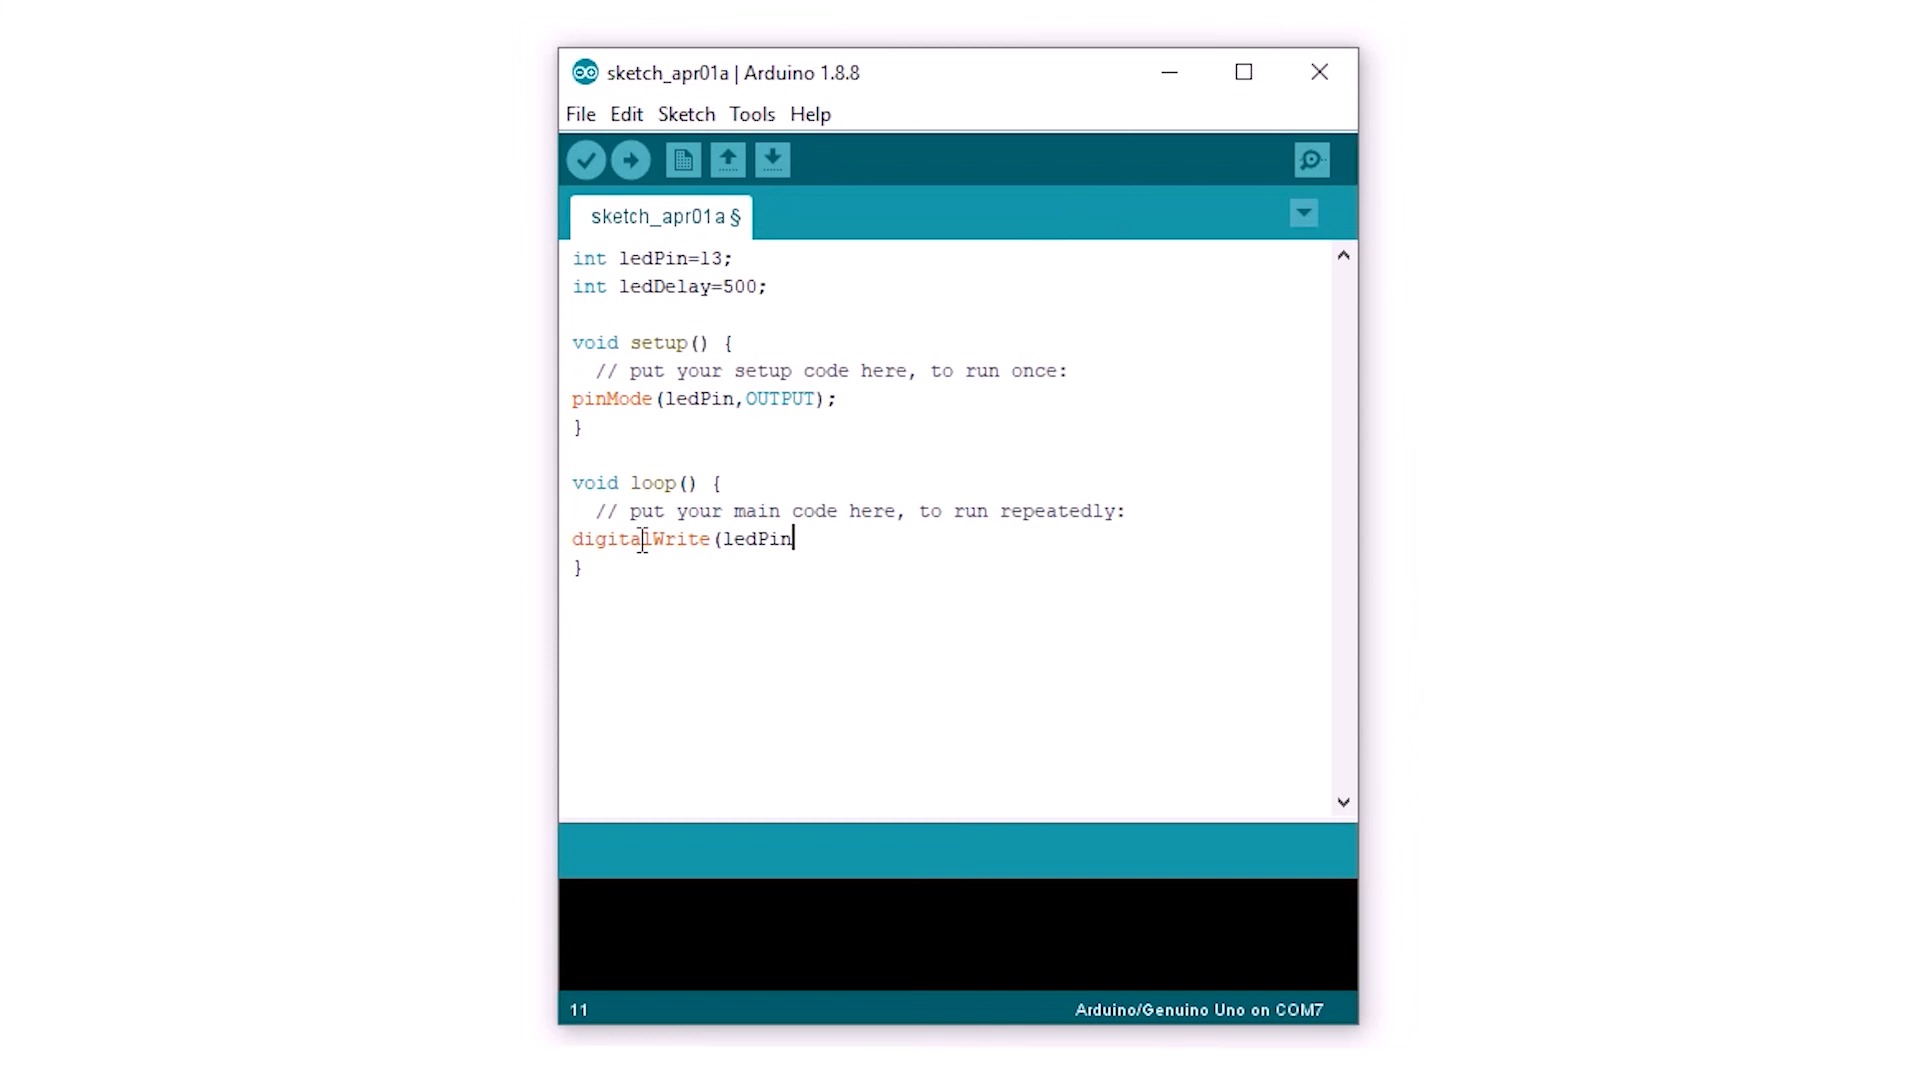 sketch_apr01a | Arduino 1.8.8
File Edit Sketch Tools Help
sketch_apr01a §
int ledPin=13;
int ledDelay=500;
void setup() {
// put your setup code here, to run once:
pinMode(ledPin,OUTPUT);
}
void loop() {
// put your main code here, to run repeatedly:
digitalWrite(ledPin
}
11
Arduino/Genuino Uno on COM7